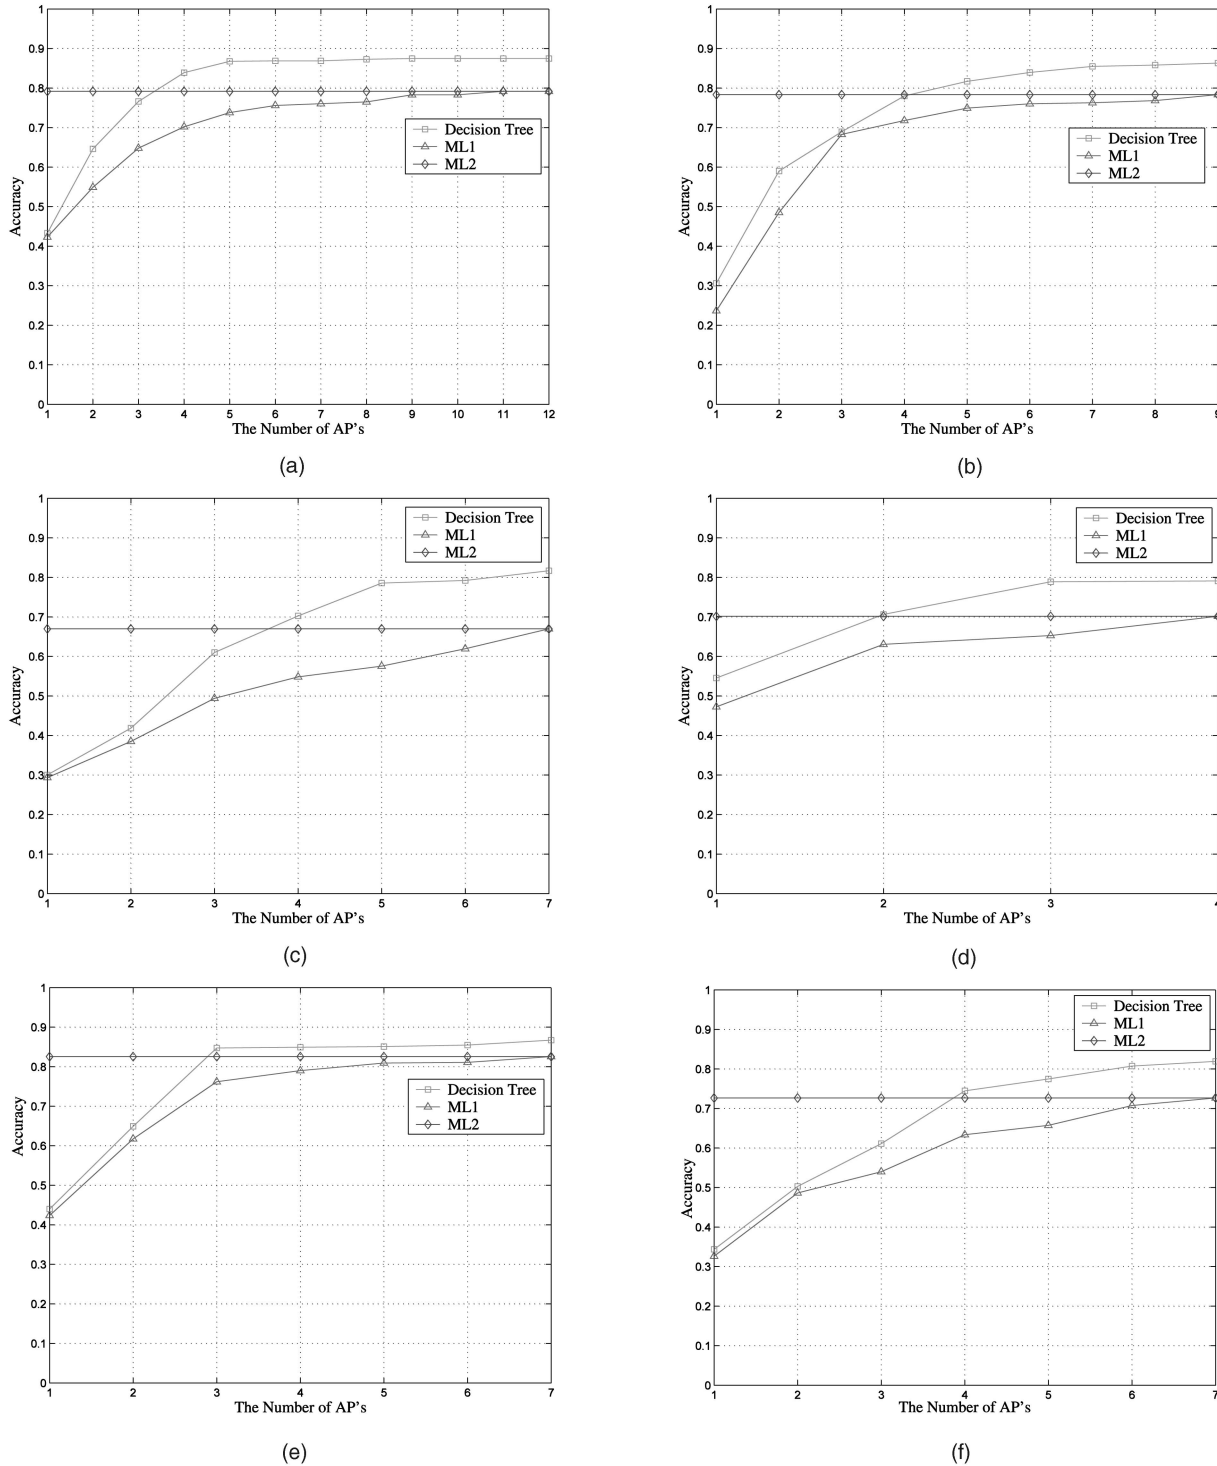 1
0.9
0.8
0.7
0.6
0.5
0.4
0.3
0.2
0.1
0
Accuracy
Decision Tree
ML1
ML2
1 2 3 4 5 6 7 8 9 10 11 12
The Number of AP's
(a)
1
0.9
0.8
0.7
0.6
0.5
0.4
0.3
0.2
0.1
0
Accuracy
Decision Tree
ML1
ML2
1 2 3 4 5 6 7 8 9
The Number of AP's
(b)
1
0.9
0.8
0.7
0.6
0.5
0.4
0.3
0.2
0.1
0
Accuracy
Decision Tree
ML1
ML2
1 2 3 4 5 6 7
The Number of AP's
(c)
1
0.9
0.8
0.7
0.6
0.5
0.4
0.3
0.2
0.1
0
Accuracy
Decision Tree
ML1
ML2
1 2 3 4
The Numbe of AP's
(d)
1
0.9
0.8
0.7
0.6
0.5
0.4
0.3
0.2
0.1
0
Accuracy
Decision Tree
ML1
ML2
1 2 3 4 5 6 7
The Number of AP's
(e)
1
0.9
0.8
0.7
0.6
0.5
0.4
0.3
0.2
0.1
0
Accuracy
Decision Tree
ML1
ML2
1 2 3 4 5 6 7
The Number of AP's
(f)